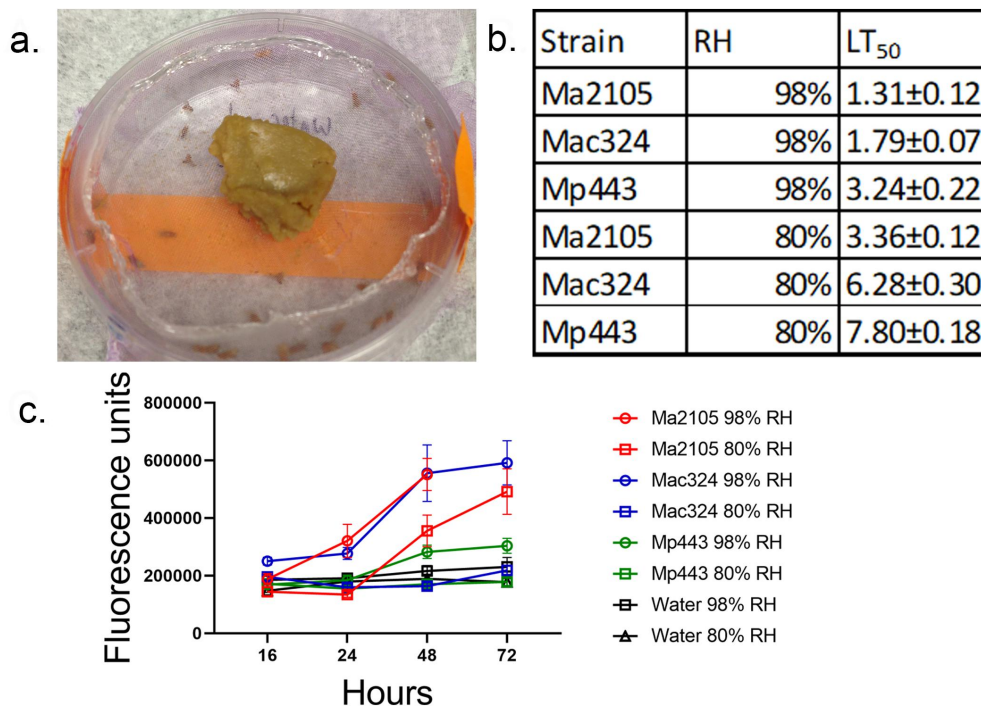 a.
b.
Strain RH LT50
Ma2105 98% 1.31±0.12
Mac324 98% 1.79±0.07
Mp443 98% 3.24±0.22
Ma2105 80% 3.36±0.12
Mac324 80% 6.28±0.30
Mp443 80% 7.80±0.18
c.
Fluorescence units
800000
600000
400000
200000
0
16 24 48 72
Hours
Ma2105 98% RH
Ma2105 80% RH
Mac324 98% RH
Mac324 80% RH
Mp443 98% RH
Mp443 80% RH
Water 98% RH
Water 80% RH